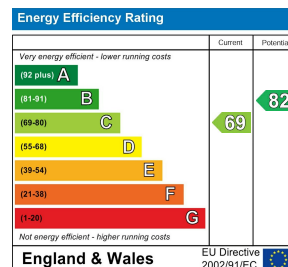 Energy Efficiency Rating
Current Potentia
Very energy efficient - lower running costs
(92 plus) A
(81-91) B
82
(69-80) C
69
(55-68) D
(39-54) E
(21-38) F
(1-20) G
Not energy efficient - higher running costs
England & Wales
EU Directive
2002/91/EC